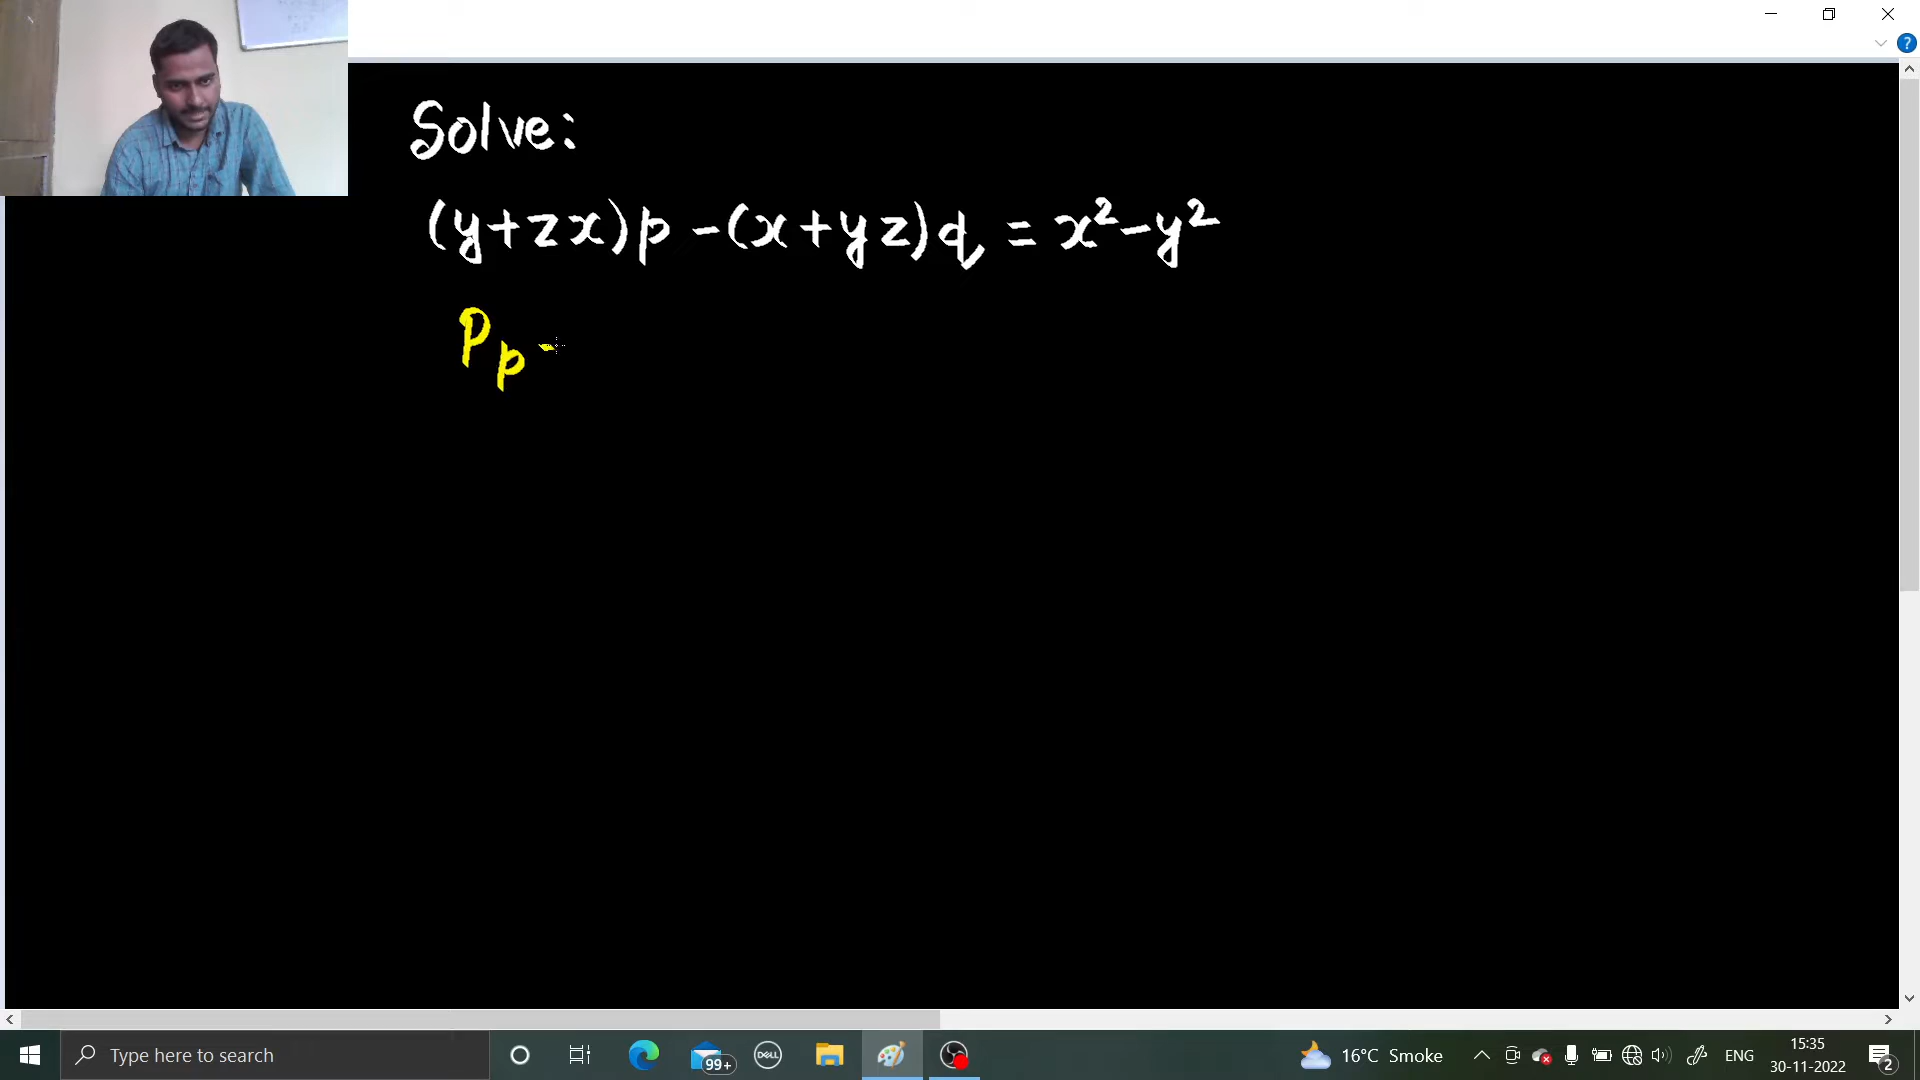 Solve:
(y+zx)p -(x+yz)q = x²-y²
Pp -
?
Type here to search
99+
DELL
16°C Smoke
ENG
15:35
30-11-2022
2